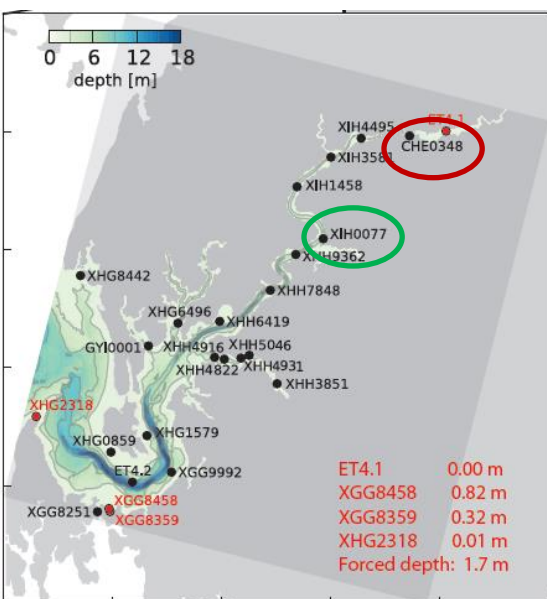 0 6 12 18
depth [m]
ET4.1
XIH4495
CHE0348
XIH3581
XIH1458
XIH0077
XHH9362
XHG8442
XHH7848
XHG6496
XHH6419
GYI0001
XHH4916
XHH5046
XHH4822
XHH4931
XHH3851
XHG2318
XHG1579
XHG0859
ET4.2
XGG9992
XGG8458
XGG8251
XGG8359
ET4.1 0.00 m
XGG8458 0.82 m
XGG8359 0.32 m
XHG2318 0.01 m
Forced depth: 1.7 m